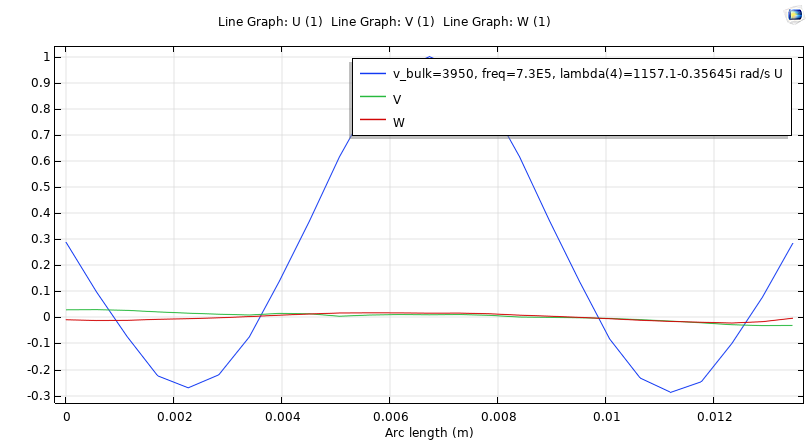 Line Graph: U (1) Line Graph: V (1) Line Graph: W (1)
v_bulk=3950, freq=7.3E5, lambda(4)=1157.1-0.35645i rad/s U
V
W
1
0.9
0.8
0.7
0.6
0.5
0.4
0.3
0.2
0.1
0
-0.1
-0.2
-0.3
0 0.002 0.004 0.006 0.008 0.01 0.012
Arc length (m)